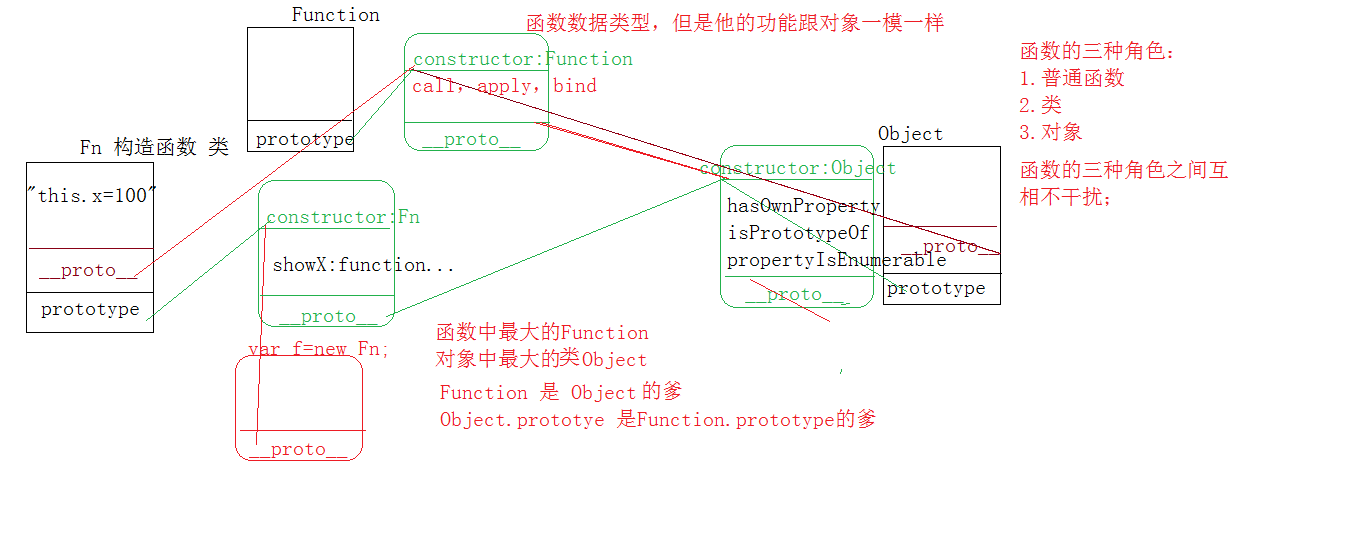 Function
函数数据类型，但是他的功能跟对象一模一样
constructor:Function
call, apply, bind
__proto__
prototype
函数的三种角色:
1.普通函数
2.类
3.对象
函数的三种角色之间互
相不干扰;
Fn 构造函数 类
"this.x=100"
__proto__
prototype
constructor:Fn
showX:function...
__proto__
Object
constructor:Object
hasOwnProperty
isPrototypeOf
propertyIsEnumerable
__proto__
__proto__
prototype
var f=new Fn;
__proto__
函数中最大的Function
对象中最大的类Object
Function 是 Object的爹
Object.prototye 是Function.prototype的爹